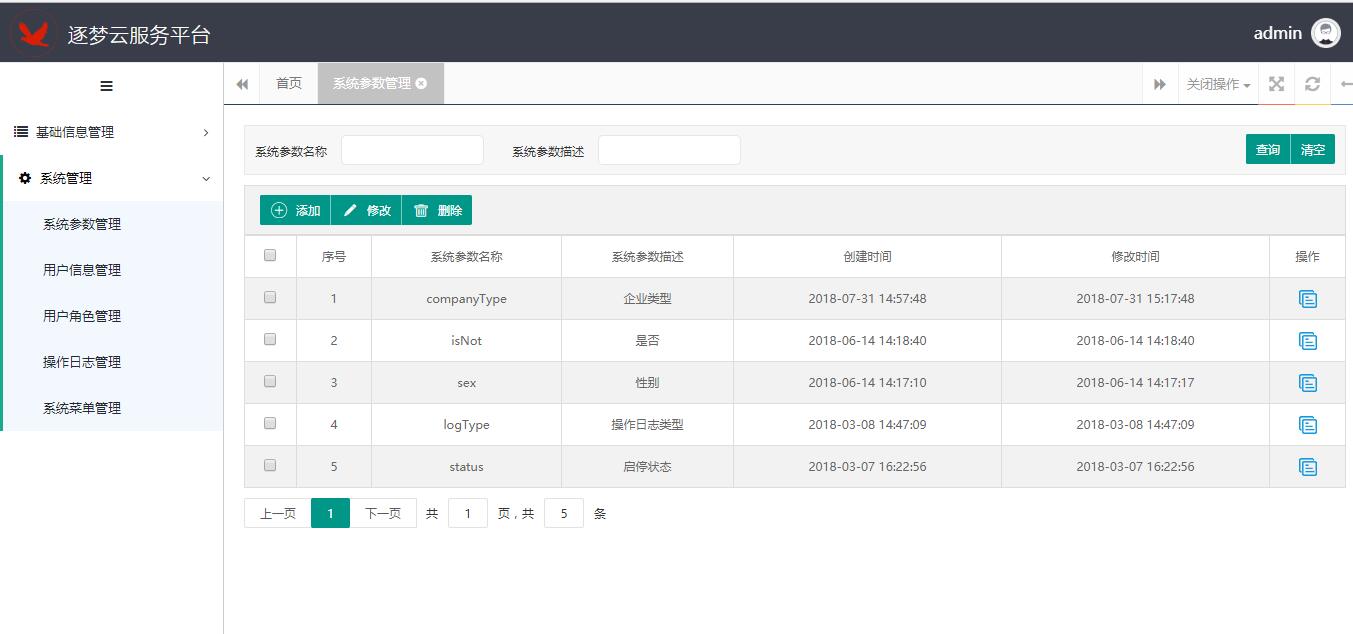 逐梦云服务平台
admin
首页 系统参数管理 关闭操作
基础信息管理
系统管理
系统参数管理
用户信息管理
用户角色管理
操作日志管理
系统菜单管理
系统参数名称 系统参数描述 查询 清空
添加 修改 删除
序号 系统参数名称 系统参数描述 创建时间 修改时间 操作
1 companyType 企业类型 2018-07-31 14:57:48 2018-07-31 15:17:48
2 isNot 是否 2018-06-14 14:18:40 2018-06-14 14:18:40
3 sex 性别 2018-06-14 14:17:10 2018-06-14 14:17:17
4 logType 操作日志类型 2018-03-08 14:47:09 2018-03-08 14:47:09
5 status 启停状态 2018-03-07 16:22:56 2018-03-07 16:22:56
上一页 1 下一页 共 1 页，共 5 条